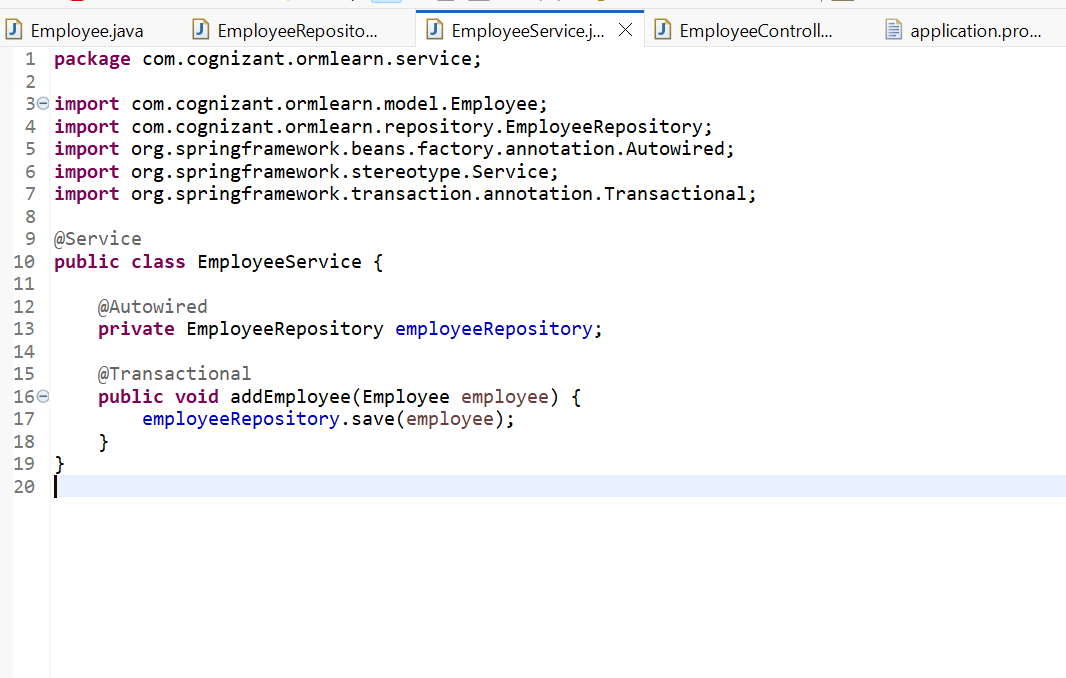 Employee.java EmployeeReposito... EmployeeService.j... EmployeeControll... application.pro...
1 package com.cognizant.ormlearn.service;
2
3 import com.cognizant.ormlearn.model.Employee;
4 import com.cognizant.ormlearn.repository.EmployeeRepository;
5 import org.springframework.beans.factory.annotation.Autowired;
6 import org.springframework.stereotype.Service;
7 import org.springframework.transaction.annotation.Transactional;
8
9 @Service
10 public class EmployeeService {
11
12     @Autowired
13     private EmployeeRepository employeeRepository;
14
15     @Transactional
16     public void addEmployee(Employee employee) {
17         employeeRepository.save(employee);
18     }
19 }
20